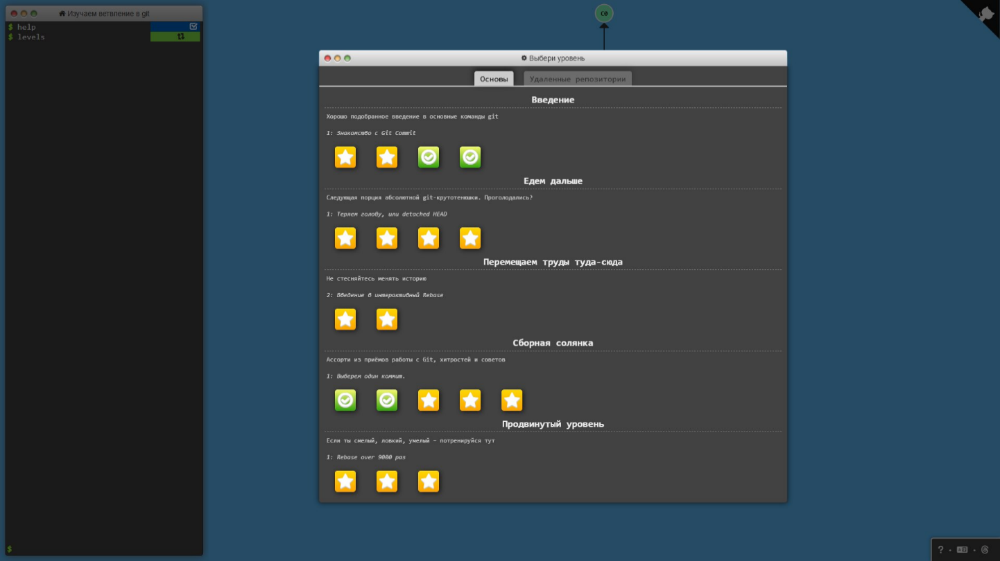 Изучаем ветвление в git
$ help
$ levels
$
C0
Выбери уровень
Основы
Удаленные репозитории
Введение
Хорошо подобранное введение в основные команды git
1: Знакомство с Git Commit
Едем дальше
Следующая порция абсолютной git-крутотенюшки. Проголодались?
1: Теряем голову, или detached HEAD
Перемещаем труды туда-сюда
Не стесняйтесь менять историю
2: Введение в интерактивный Rebase
Сборная солянка
Ассорти из приёмов работы с Git, хитростей и советов
1: Выберем один коммит.
Продвинутый уровень
Если ты смелый, ловкий, умелый – потренируйся тут
1: Rebase over 9000 раз
? · ·